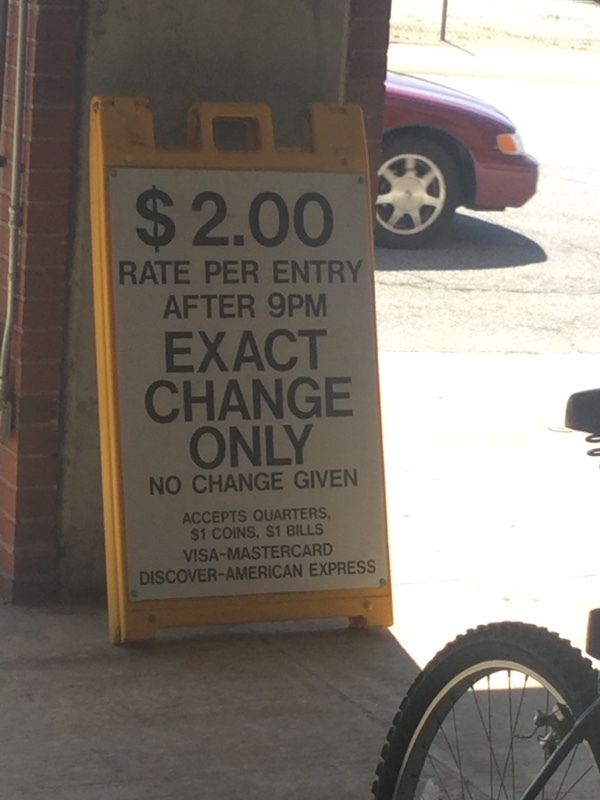 $2.00
RATE PER ENTRY
AFTER 9PM
EXACT
CHANGE
ONLY
NO CHANGE GIVEN
ACCEPTS QUARTERS,
$1 COINS, $1 BILLS
VISA-MASTERCARD
DISCOVER-AMERICAN EXPRESS